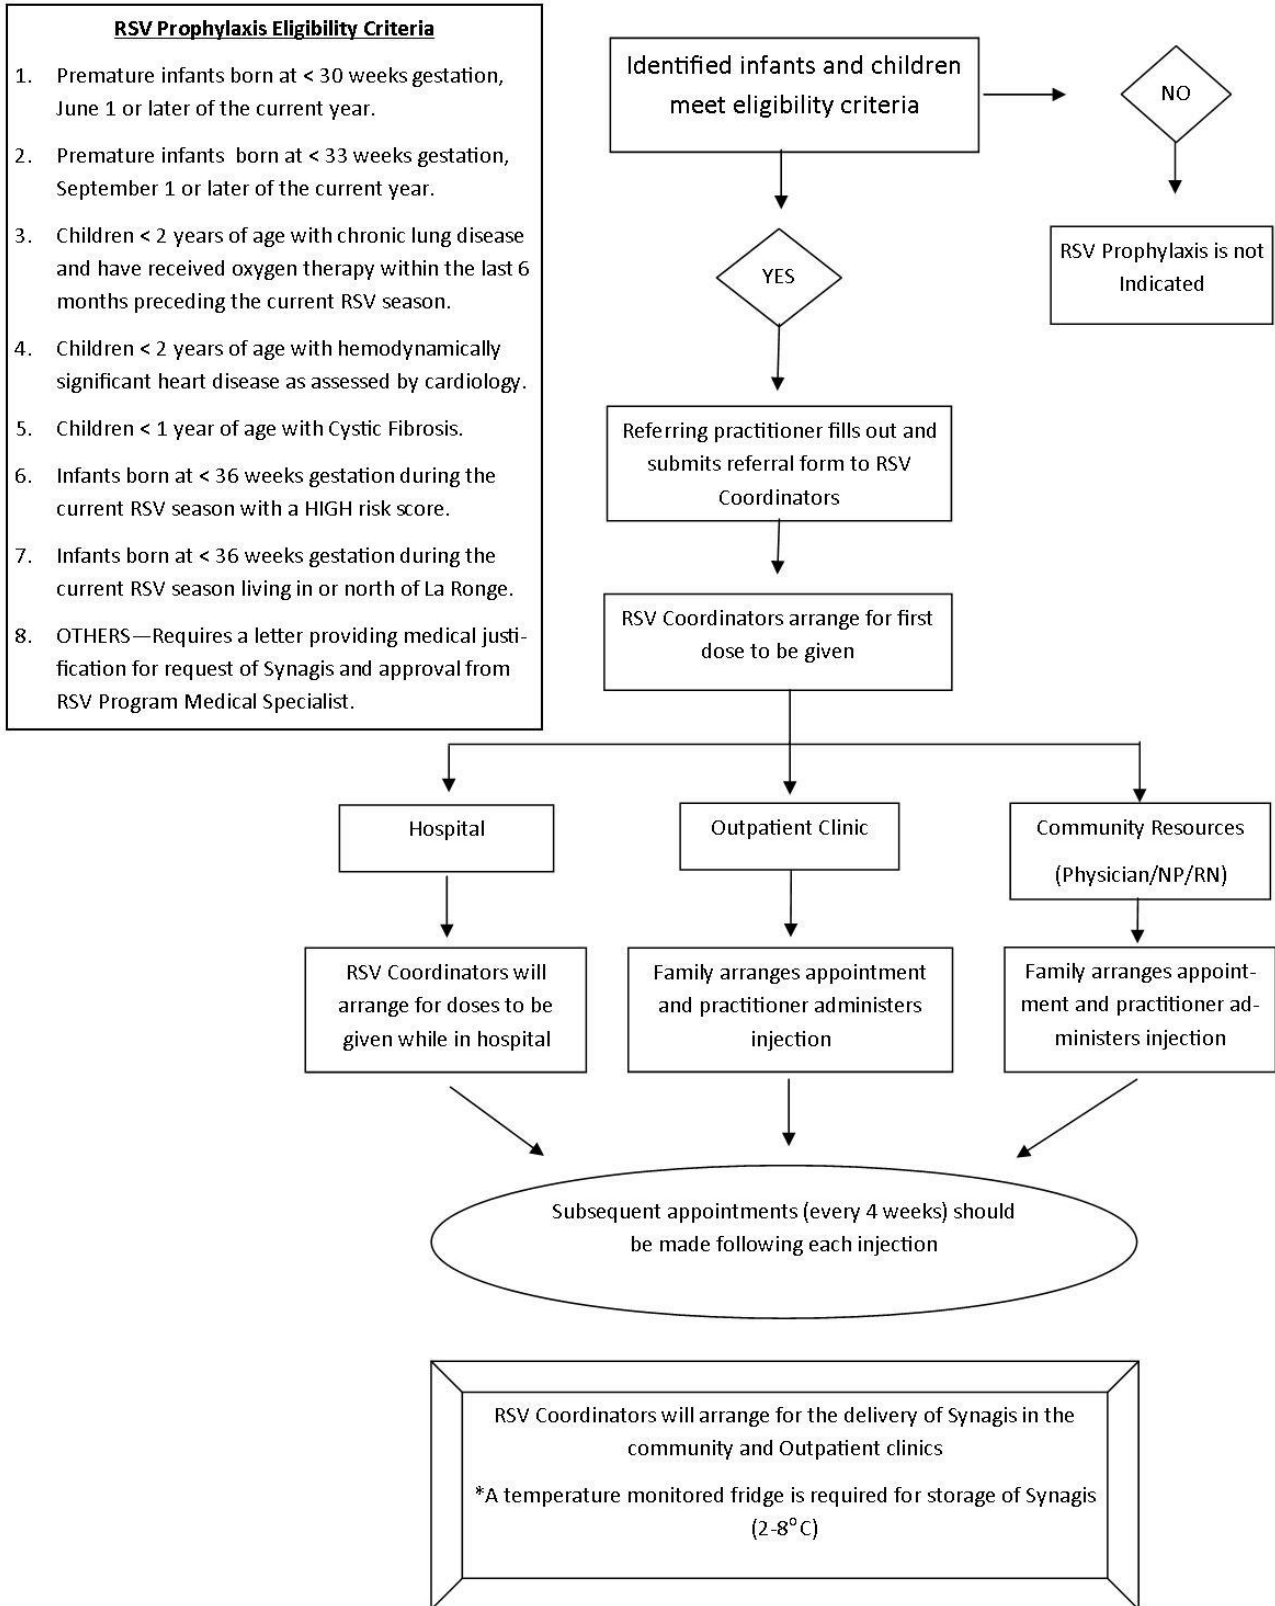 RSV Prophylaxis Eligibility Criteria
1. Premature infants born at < 30 weeks gestation,
June 1 or later of the current year.
2. Premature infants born at < 33 weeks gestation,
September 1 or later of the current year.
3. Children < 2 years of age with chronic lung disease
and have received oxygen therapy within the last 6
months preceding the current RSV season.
4. Children < 2 years of age with hemodynamically
significant heart disease as assessed by cardiology.
5. Children < 1 year of age with Cystic Fibrosis.
6. Infants born at < 36 weeks gestation during the
current RSV season with a HIGH risk score.
7. Infants born at < 36 weeks gestation during the
current RSV season living in or north of La Ronge.
8. OTHERS—Requires a letter providing medical justi-
fication for request of Synagis and approval from
RSV Program Medical Specialist.
Identified infants and children
meet eligibility criteria
NO
RSV Prophylaxis is not
Indicated
YES
Referring practitioner fills out and
submits referral form to RSV
Coordinators
RSV Coordinators arrange for first
dose to be given
Hospital
Outpatient Clinic
Community Resources
(Physician/NP/RN)
RSV Coordinators will
arrange for doses to be
given while in hospital
Family arranges appointment
and practitioner administers
injection
Family arranges appoint-
ment and practitioner ad-
ministers injection
Subsequent appointments (every 4 weeks) should
be made following each injection
RSV Coordinators will arrange for the delivery of Synagis in the
community and Outpatient clinics
*A temperature monitored fridge is required for storage of Synagis
(2-8°C)